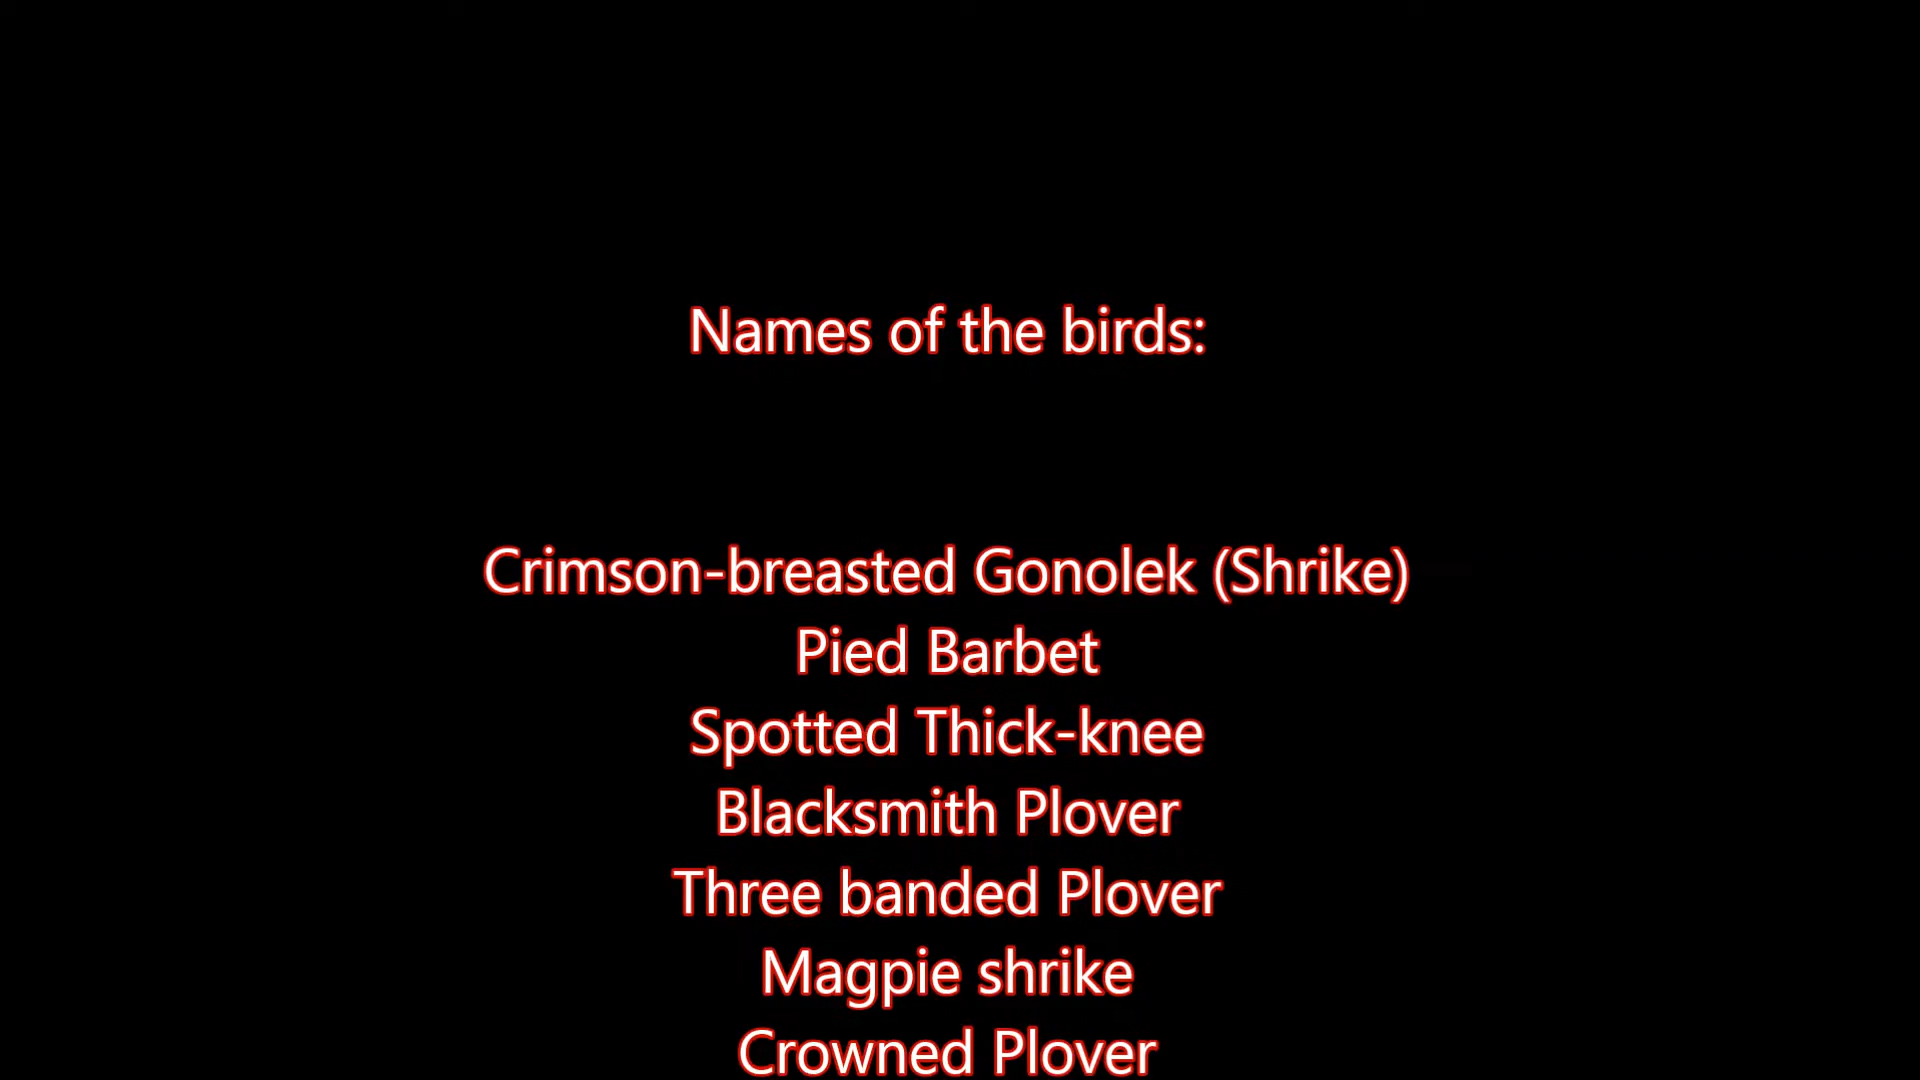 Names of the birds:
Crimson-breasted Gonolek (Shrike)
Pied Barbet
Spotted Thick-knee
Blacksmith Plover
Three banded Plover
Magpie shrike
Crowned Plover